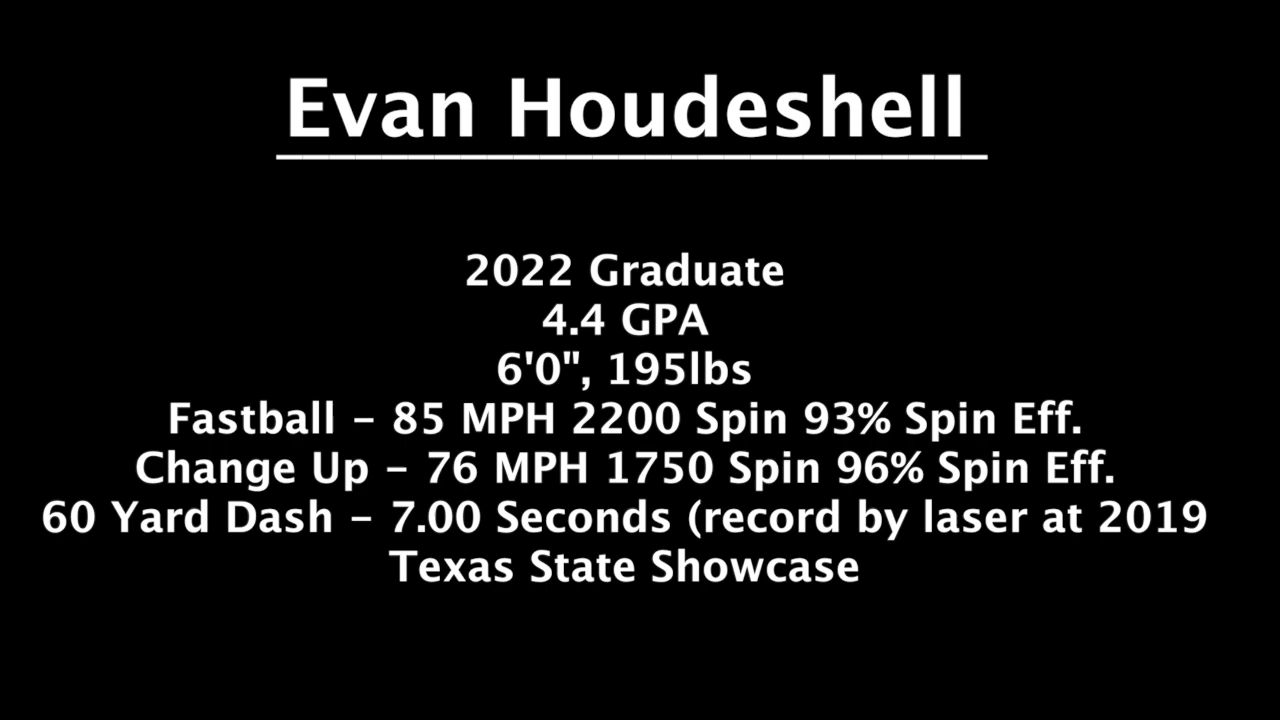 Evan Houdeshell
2022 Graduate
4.4 GPA
6'0", 195lbs
Fastball – 85 MPH 2200 Spin 93% Spin Eff.
Change Up – 76 MPH 1750 Spin 96% Spin Eff.
60 Yard Dash – 7.00 Seconds (record by laser at 2019
Texas State Showcase